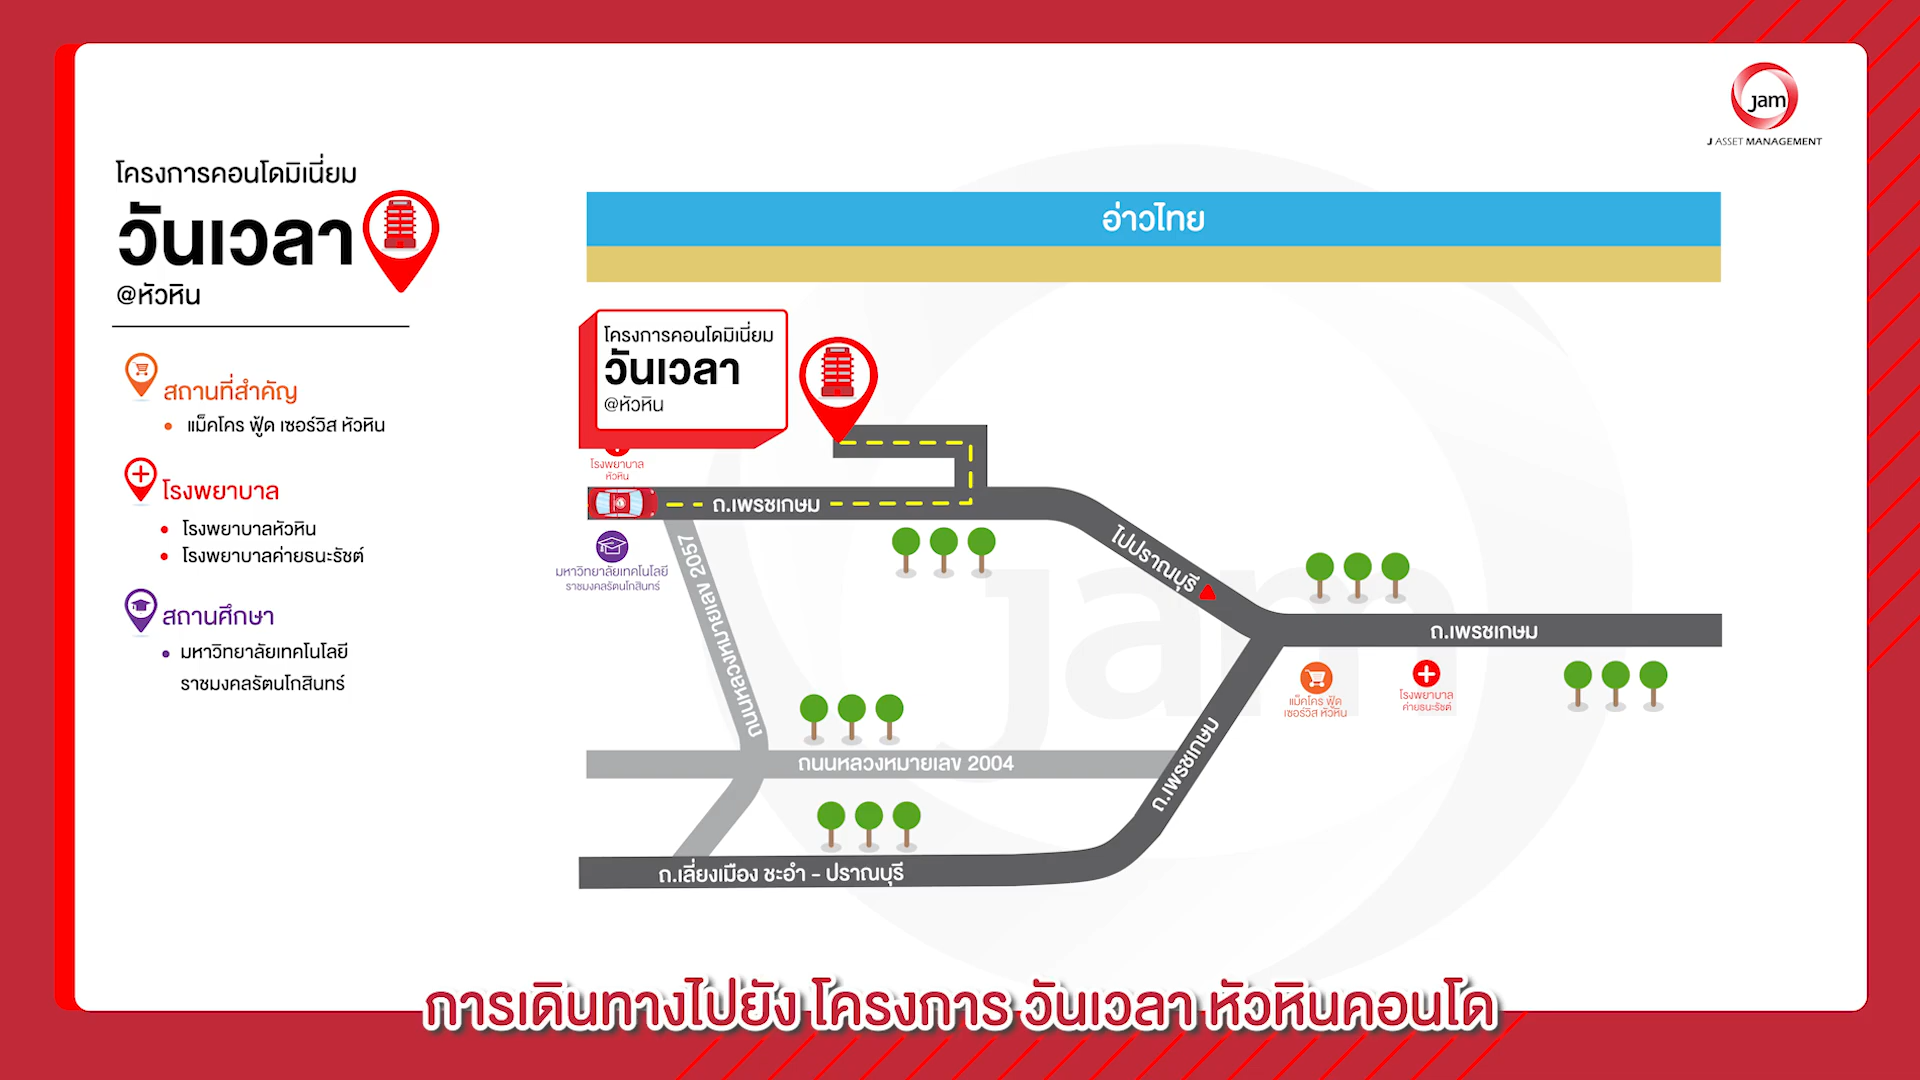 jam
J ASSET MANAGEMENT
โครงการคอนโดมิเนี่ยม
วันเวลา
@หัวหิน
สถานที่สำคัญ
แม็คโคร ฟู้ด เซอร์วิส หัวหิน
โรงพยาบาล
โรงพยาบาลหัวหิน
โรงพยาบาลค่ายธนะรัชต์
สถานศึกษา
มหาวิทยาลัยเทคโนโลยี
ราชมงคลรัตนโกสินทร์
อ่าวไทย
โครงการคอนโดมิเนี่ยม
วันเวลา
@หัวหิน
โรงพยาบาล
หัวหิน
ถ.เพรชเกษม
มหาวิทยาลัยเทคโนโลยี
ราชมงคลรัตนโกสินทร์
ถนนหลวงหมายเลข 2057
ไปปราณบุรี
ถ.เพรชเกษม
แม็คโคร ฟู้ด
เซอร์วิส หัวหิน
โรงพยาบาล
ค่ายธนะรัชต์
ถ.เพรชเกษม
ถนนหลวงหมายเลข 2004
ถ.เลี่ยงเมือง ชะอำ - ปราณบุรี
jam
การเดินทางไปยัง โครงการ วันเวลา หัวหินคอนโด